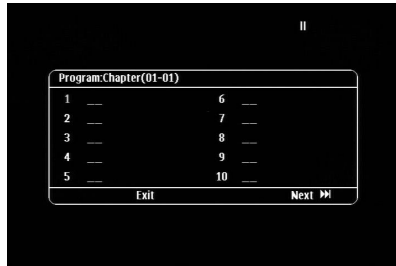 Program:Chapter(01-01)
1 __ 6 __
2 __ 7 __
3 __ 8 __
4 __ 9 __
5 __ 10 __
Exit Next ⏭